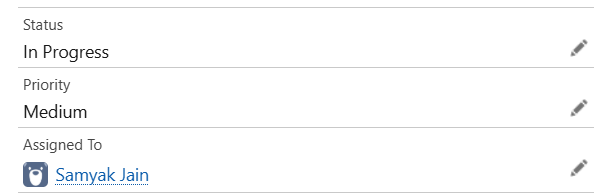 Status
In Progress
Priority
Medium
Assigned To
Samyak Jain